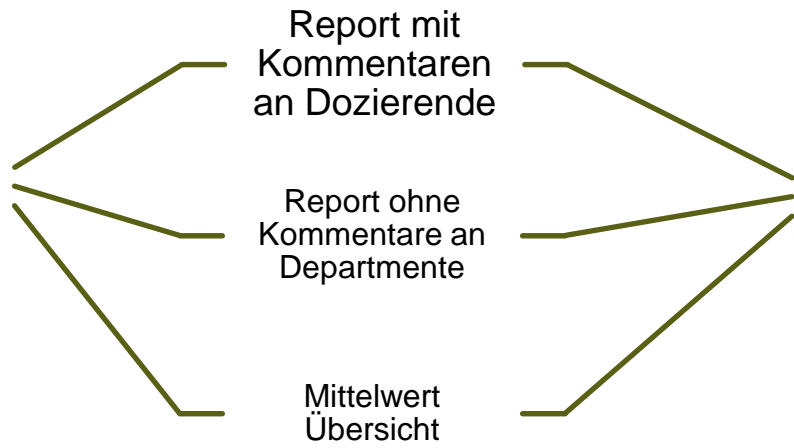 Report mit
Kommentaren
an Dozierende
Report ohne
Kommentare an
Departmente
Mittelwert
Übersicht